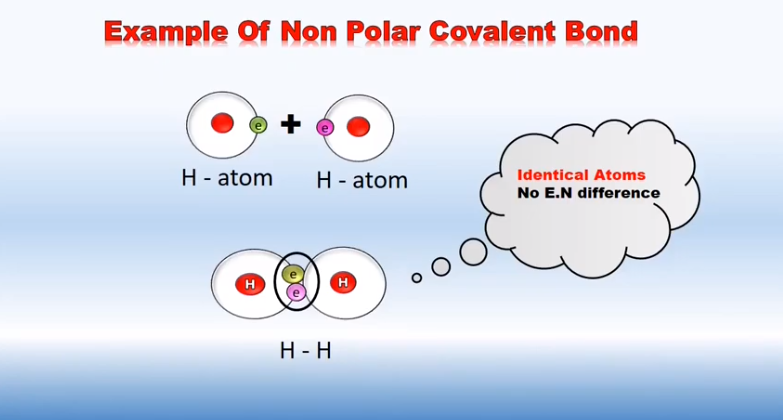 Example Of Non Polar Covalent Bond
e + e
H - atom H - atom
Identical Atoms
No E.N difference
H e H
e
H - H